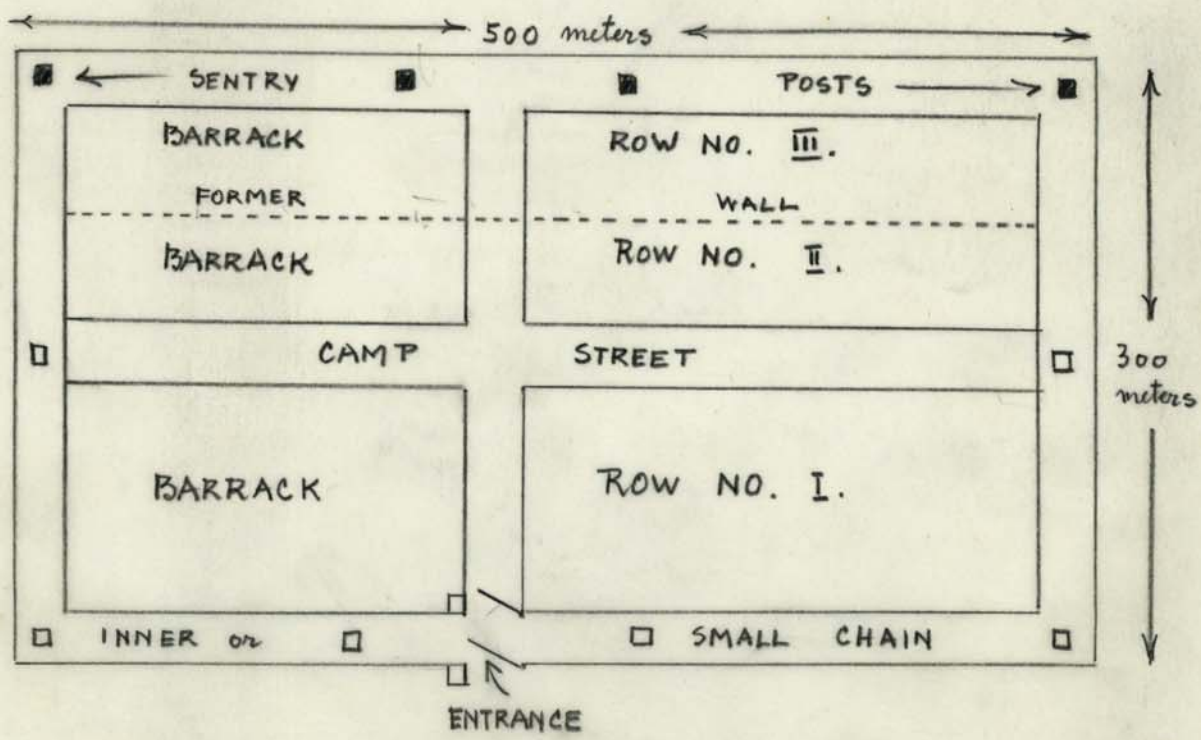 500 meters
SENTRY POSTS
BARRACK ROW NO. III.
FORMER WALL
BARRACK ROW NO. II.
CAMP STREET
300
meters
BARRACK ROW NO. I.
INNER or SMALL CHAIN
ENTRANCE